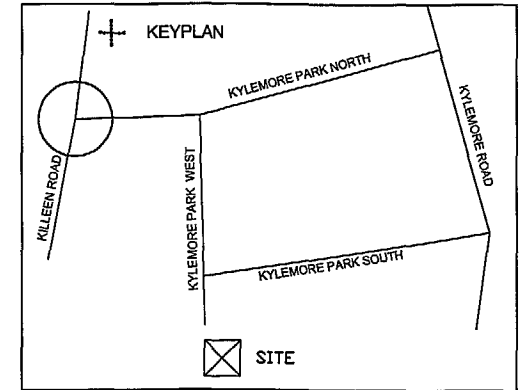 KEYPLAN
KYLEMORE PARK NORTH
KYLEMORE ROAD
KILLEEN ROAD
KYLEMORE PARK WEST
KYLEMORE PARK SOUTH
SITE